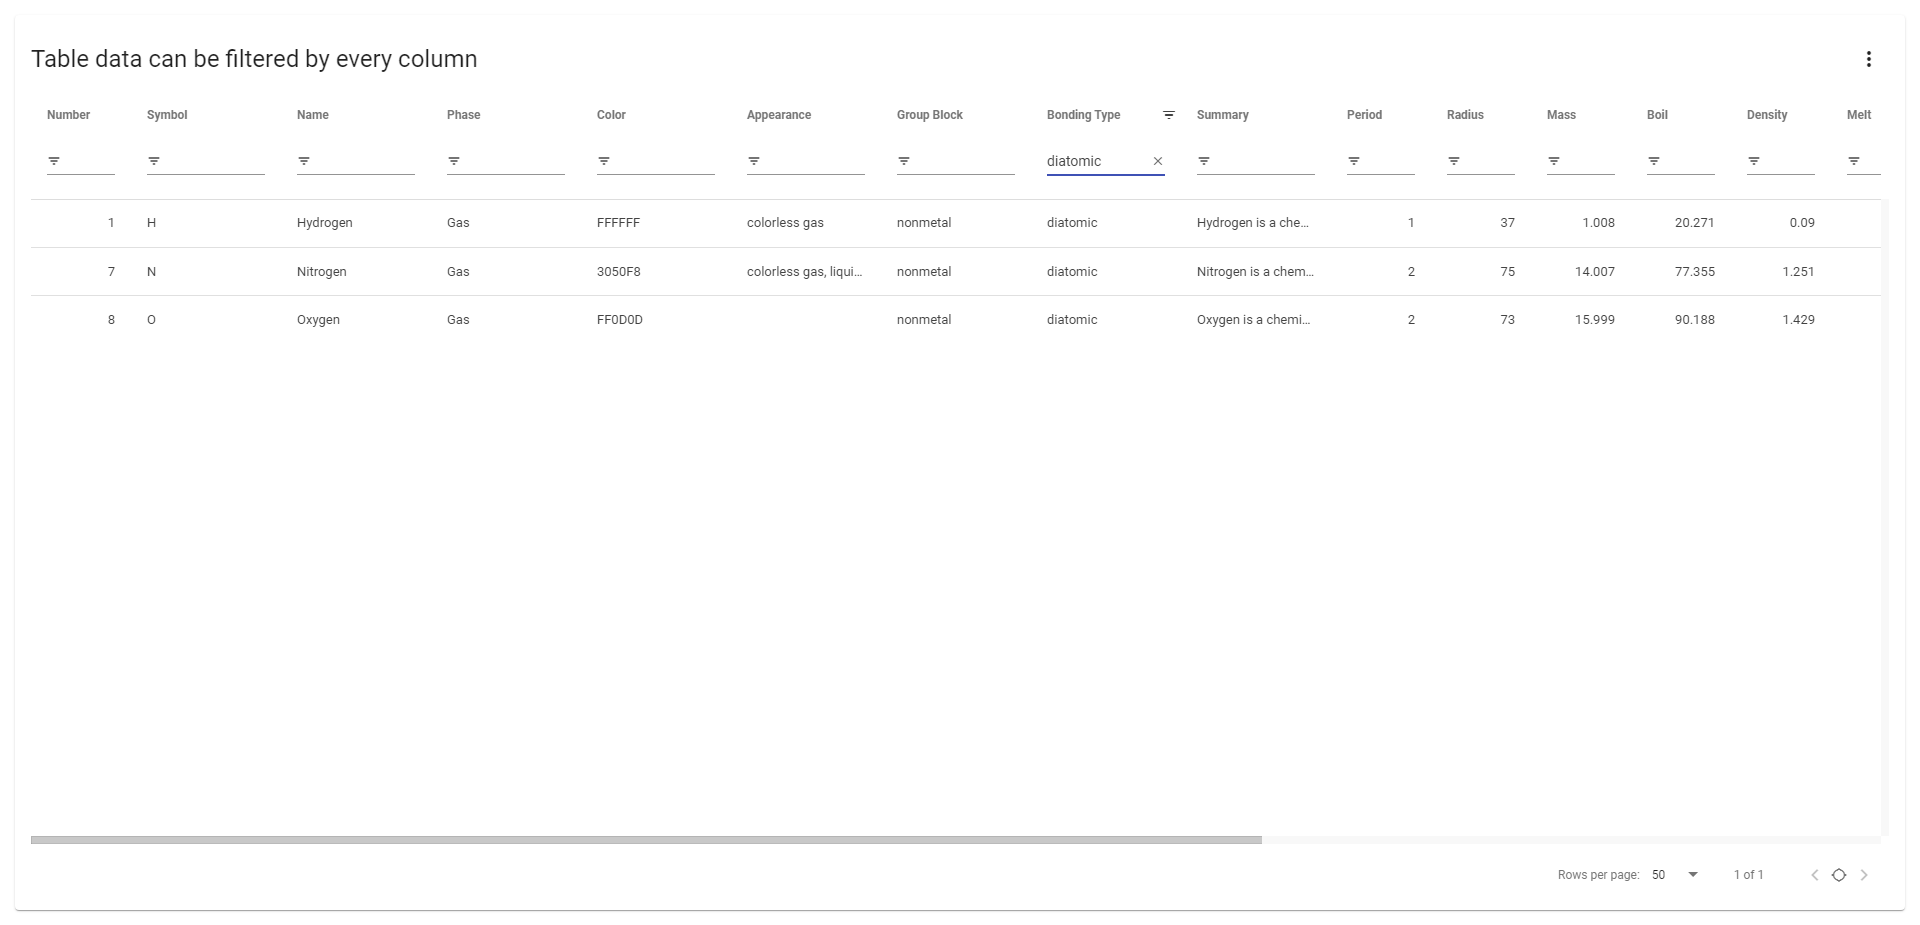 Table data can be filtered by every column
Number Symbol Name Phase Color Appearance Group Block Bonding Type Summary Period Radius Mass Boil Density Melt
diatomic
1 H Hydrogen Gas FFFFFF colorless gas nonmetal diatomic Hydrogen is a che... 1 37 1.008 20.271 0.09
7 N Nitrogen Gas 3050F8 colorless gas, liqui... nonmetal diatomic Nitrogen is a chem... 2 75 14.007 77.355 1.251
8 O Oxygen Gas FF0D0D nonmetal diatomic Oxygen is a chemi... 2 73 15.999 90.188 1.429
Rows per page: 50 1 of 1